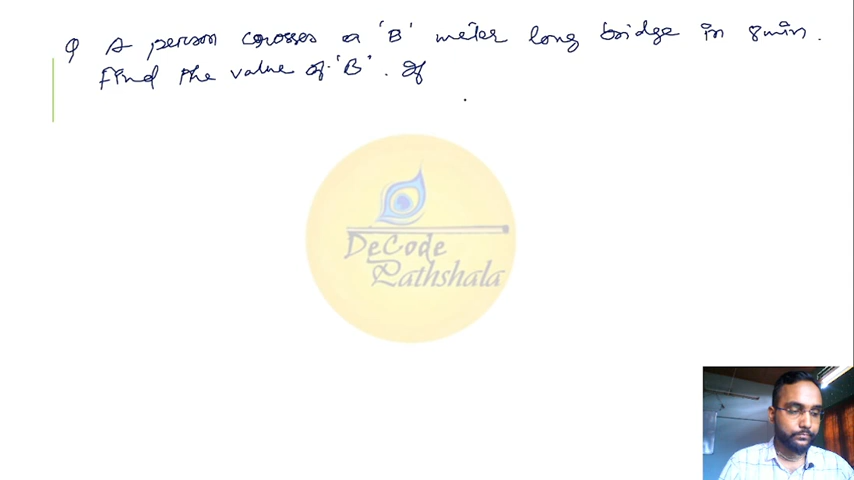 Q A person crosses a 'B' meter long bridge in 8min.
Find the value of 'B'. If
DeCode
Pathshala